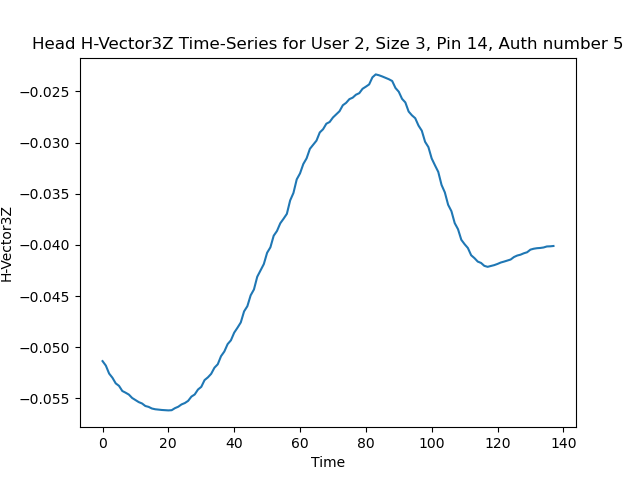 Head H-Vector3Z Time-Series for User 2, Size 3, Pin 14, Auth number 5
−0.025
−0.030
−0.035
−0.040
−0.045
−0.050
−0.055
H-Vector3Z
0 20 40 60 80 100 120 140
Time